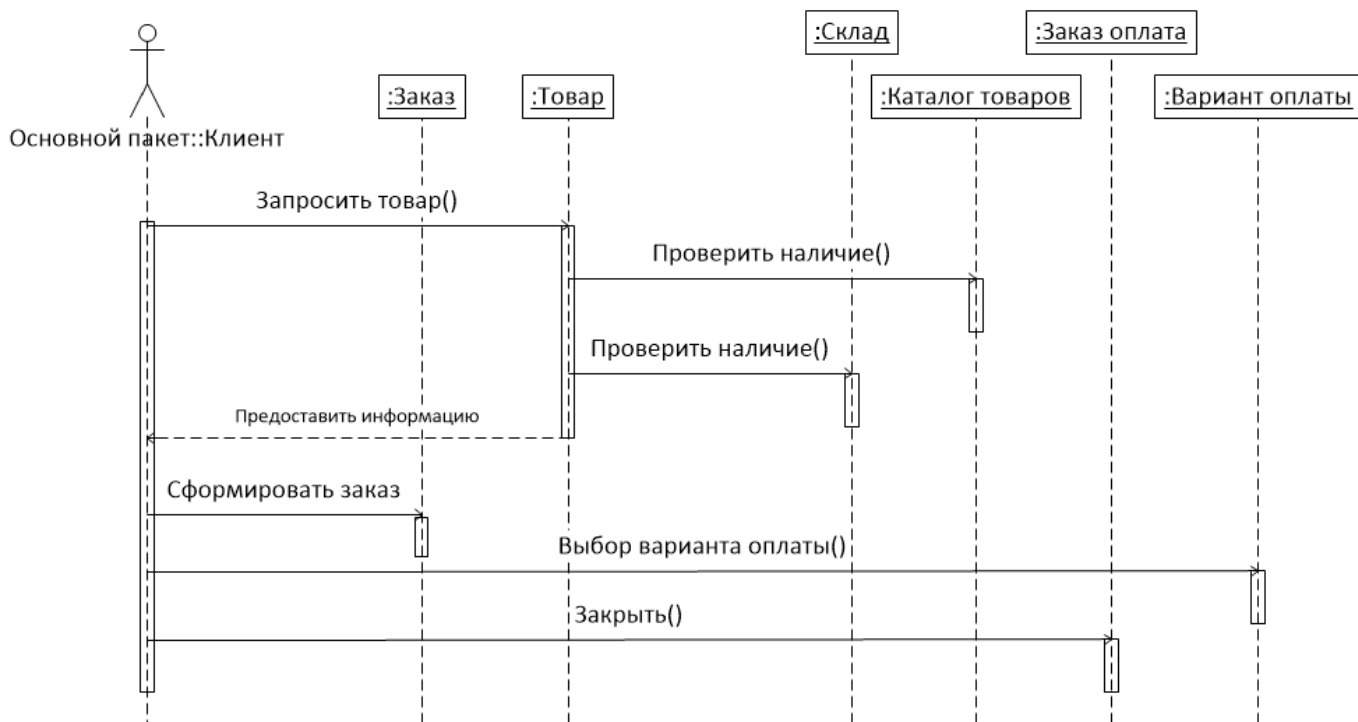 :Склад
:Заказ оплата
:Заказ
:Товар
:Каталог товаров
:Вариант оплаты
Основной пакет::Клиент
Запросить товар()
Проверить наличие()
Проверить наличие()
Предоставить информацию
Сформировать заказ
Выбор варианта оплаты()
Закрыть()